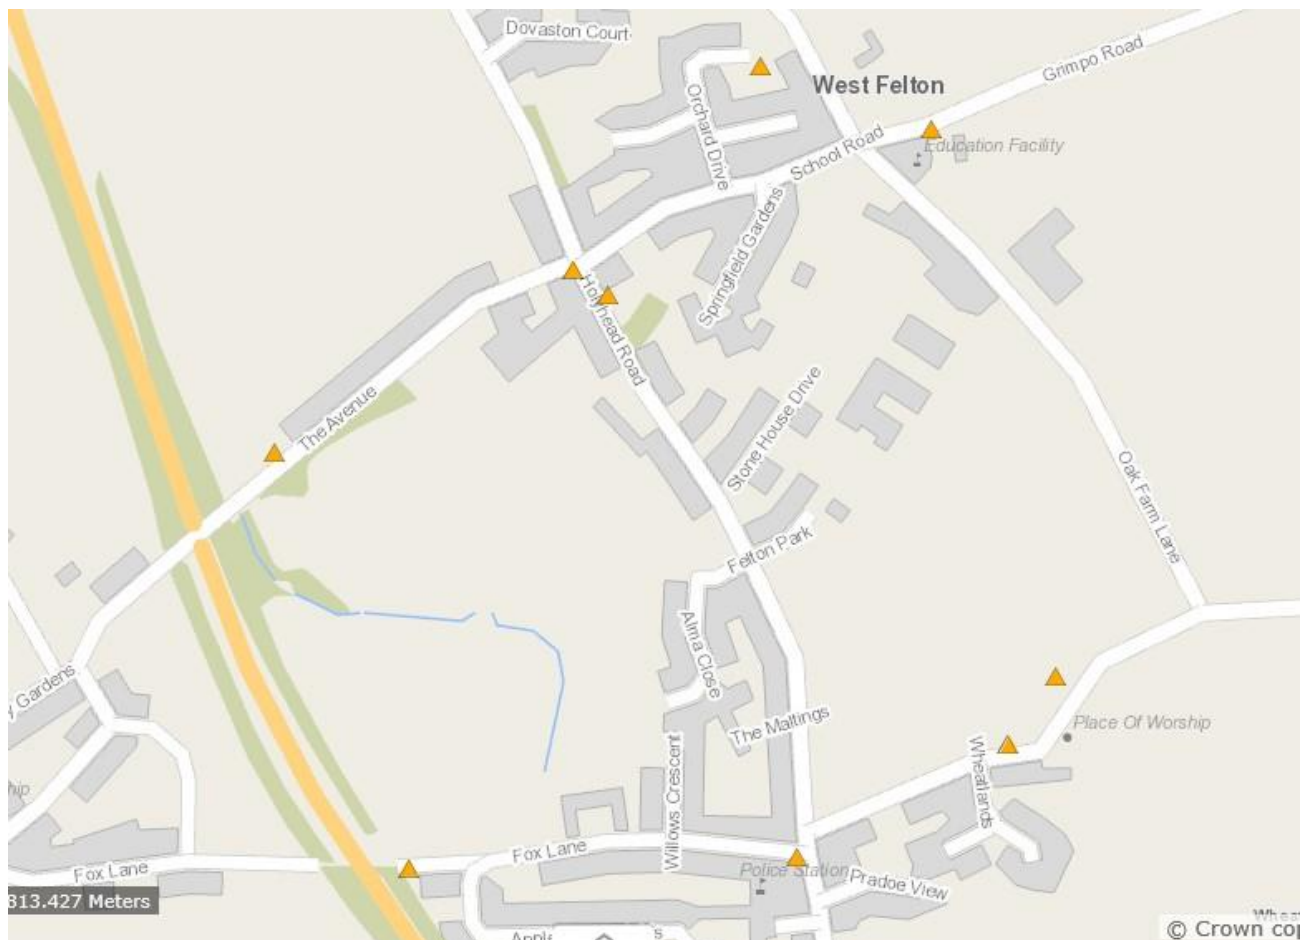 Dovaston Court
Grimpo Road
West Felton
Orchard Drive
School Road
Education Facility
Springfield Gardens
Holyhead Road
The Avenue
Stone House Drive
Oak Farm Lane
Felton Park
Alma Close
y Gardens
The Maltings
Place Of Worship
Wheatlands
Willows Crescent
hip
Fox Lane
Fox Lane
Police Station
Pradoe View
813.427 Meters
© Crown cop